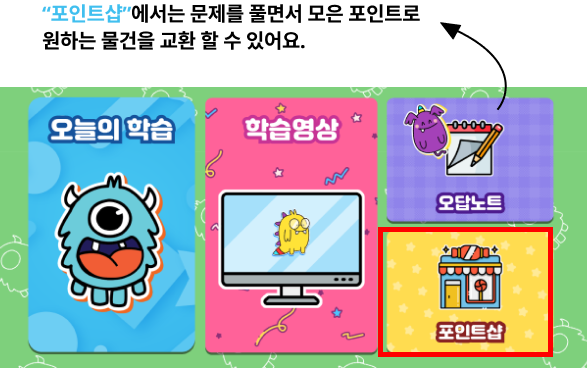 “포인트샵”에서는 문제를 풀면서 모은 포인트로
원하는 물건을 교환 할 수 있어요.
오늘의 학습
학습영상
오답노트
포인트샵